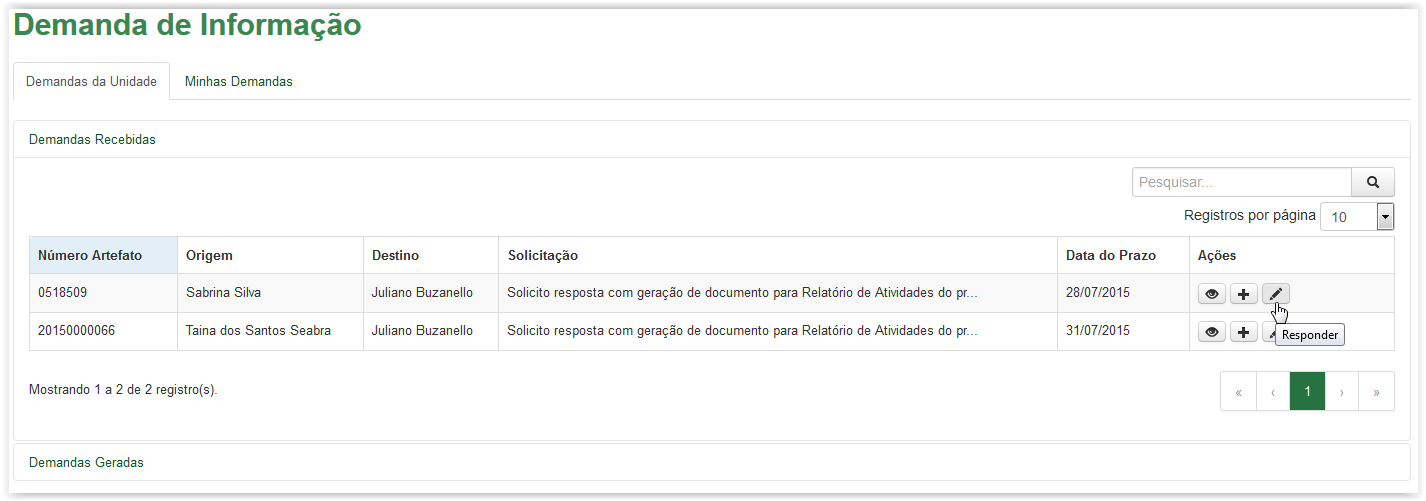 Demanda de Informação
Demandas da Unidade Minhas Demandas
Demandas Recebidas
Pesquisar...
Registros por página 10
Número Artefato Origem Destino Solicitação Data do Prazo Ações
0518509 Sabrina Silva Juliano Buzanello Solicito resposta com geração de documento para Relatório de Atividades do pr... 28/07/2015
20150000066 Taina dos Santos Seabra Juliano Buzanello Solicito resposta com geração de documento para Relatório de Atividades do pr... 31/07/2015
Responder
Mostrando 1 a 2 de 2 registro(s).
« ‹ 1 › »
Demandas Geradas